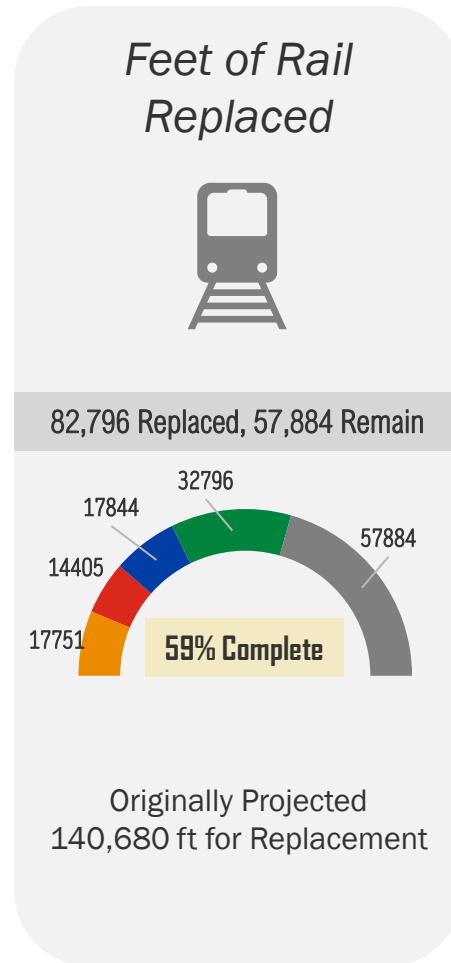 Feet of Rail
Replaced
82,796 Replaced, 57,884 Remain
32796
17844
57884
14405
17751
59% Complete
Originally Projected
140,680 ft for Replacement